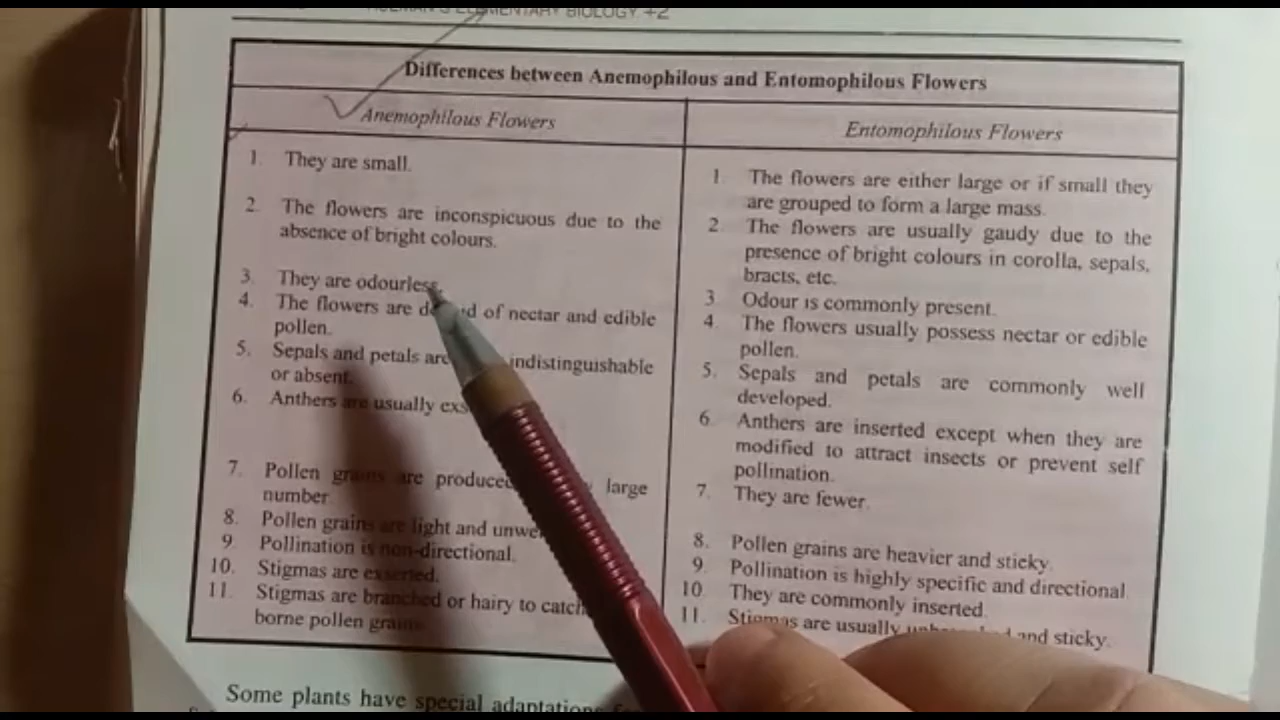 ELEMENTARY BIOLOGY +2
Differences between Anemophilous and Entomophilous Flowers
Anemophilous Flowers
1. They are small.
2. The flowers are inconspicuous due to the
absence of bright colours.
3. They are odourless.
4. The flowers are of nectar and edible
pollen.
5. Sepals and petals are indistinguishable
or absent.
6. Anthers are usually
7. Pollen grains are produced large
number
8. Pollen grains are light and
9. Pollination is non-directional.
10. Stigmas are exserted.
11. Stigmas are branched or hairy to catch
borne pollen grains.
Entomophilous Flowers
1. The flowers are either large or if small they
are grouped to form a large mass.
2. The flowers are usually gaudy due to the
presence of bright colours in corolla, sepals,
bracts, etc.
3. Odour is commonly present.
4. The flowers usually possess nectar or edible
pollen.
5. Sepals and petals are commonly well
developed.
6. Anthers are inserted except when they are
modified to attract insects or prevent self
pollination.
7. They are fewer.
8. Pollen grains are heavier and sticky.
9. Pollination is highly specific and directional.
10. They are commonly inserted.
11. Stigmas are usually and sticky.
Some plants have special adaptations